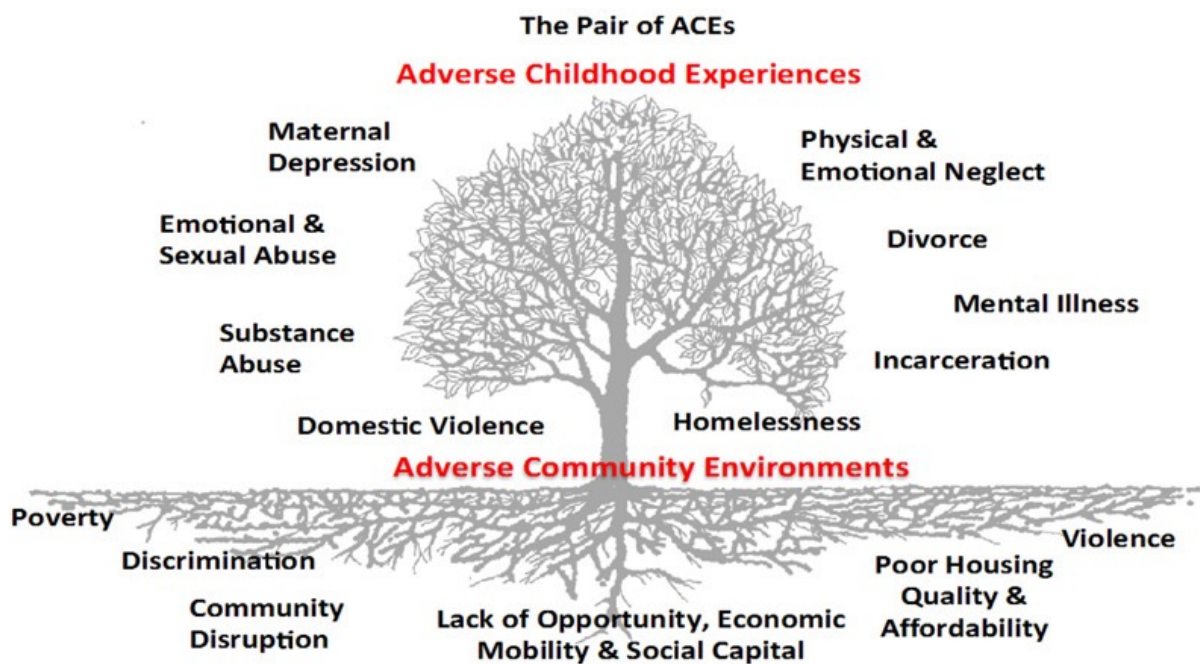 The Pair of ACEs
Adverse Childhood Experiences
Maternal
Depression
Physical &
Emotional Neglect
Emotional &
Sexual Abuse
Divorce
Mental Illness
Substance
Abuse
Incarceration
Domestic Violence
Homelessness
Adverse Community Environments
Poverty
Violence
Discrimination
Poor Housing
Quality &
Affordability
Community
Disruption
Lack of Opportunity, Economic
Mobility & Social Capital